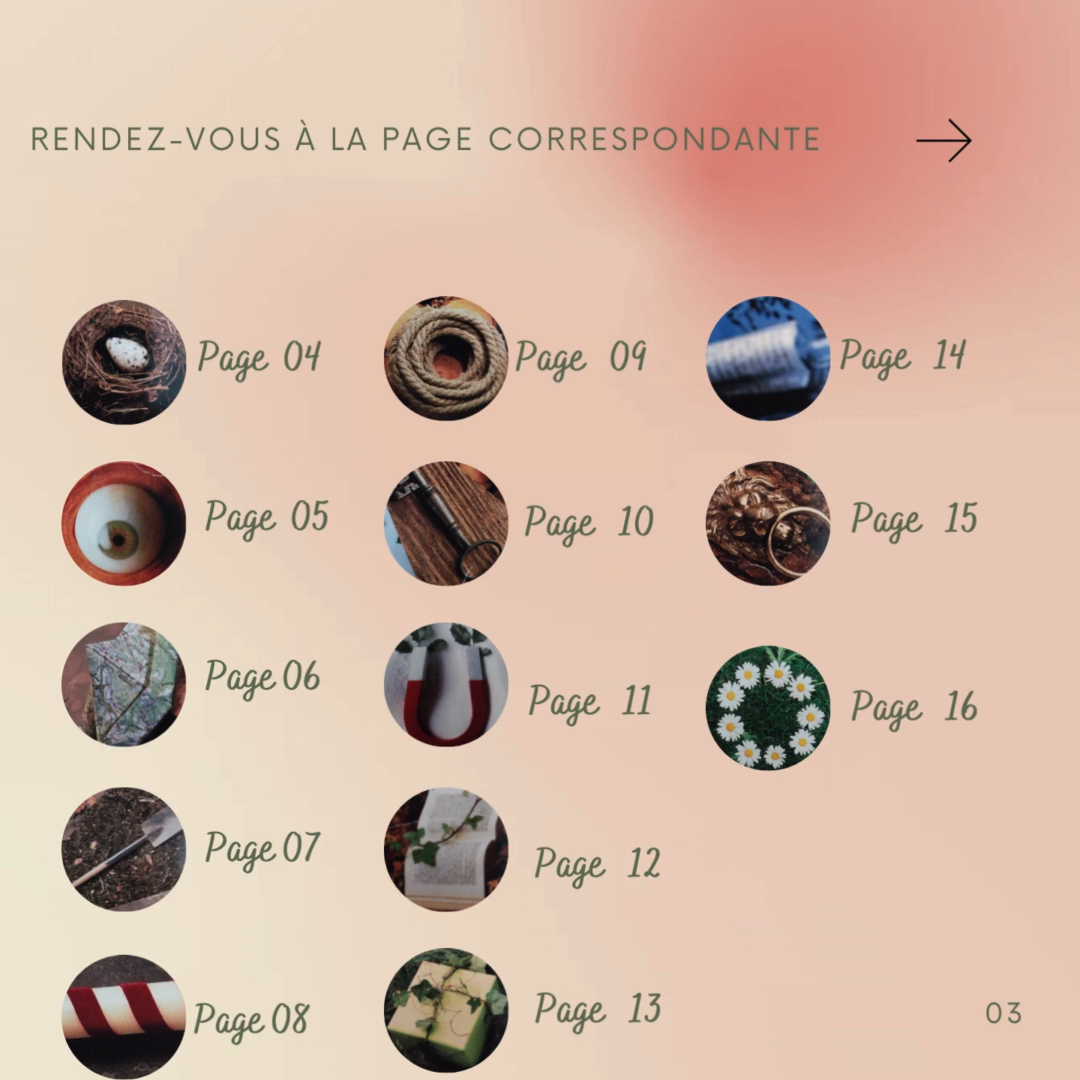 RENDEZ-VOUS À LA PAGE CORRESPONDANTE
Page 04
Page 05
Page 06
Page 07
Page 08
Page 09
Page 10
Page 11
Page 12
Page 13
Page 14
Page 15
Page 16
03